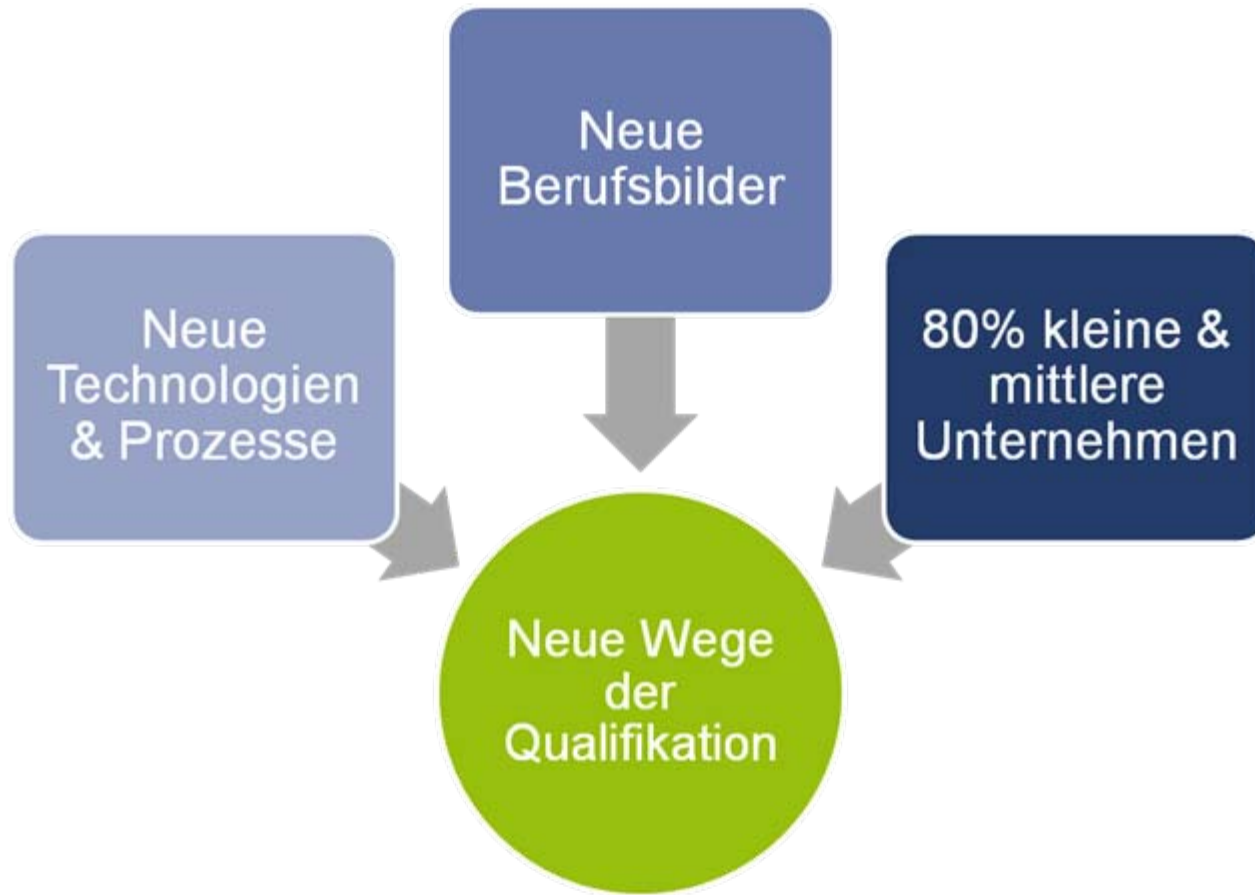 Neue
Berufsbilder
Neue
Technologien
& Prozesse
80% kleine &
mittlere
Unternehmen
Neue Wege
der
Qualifikation